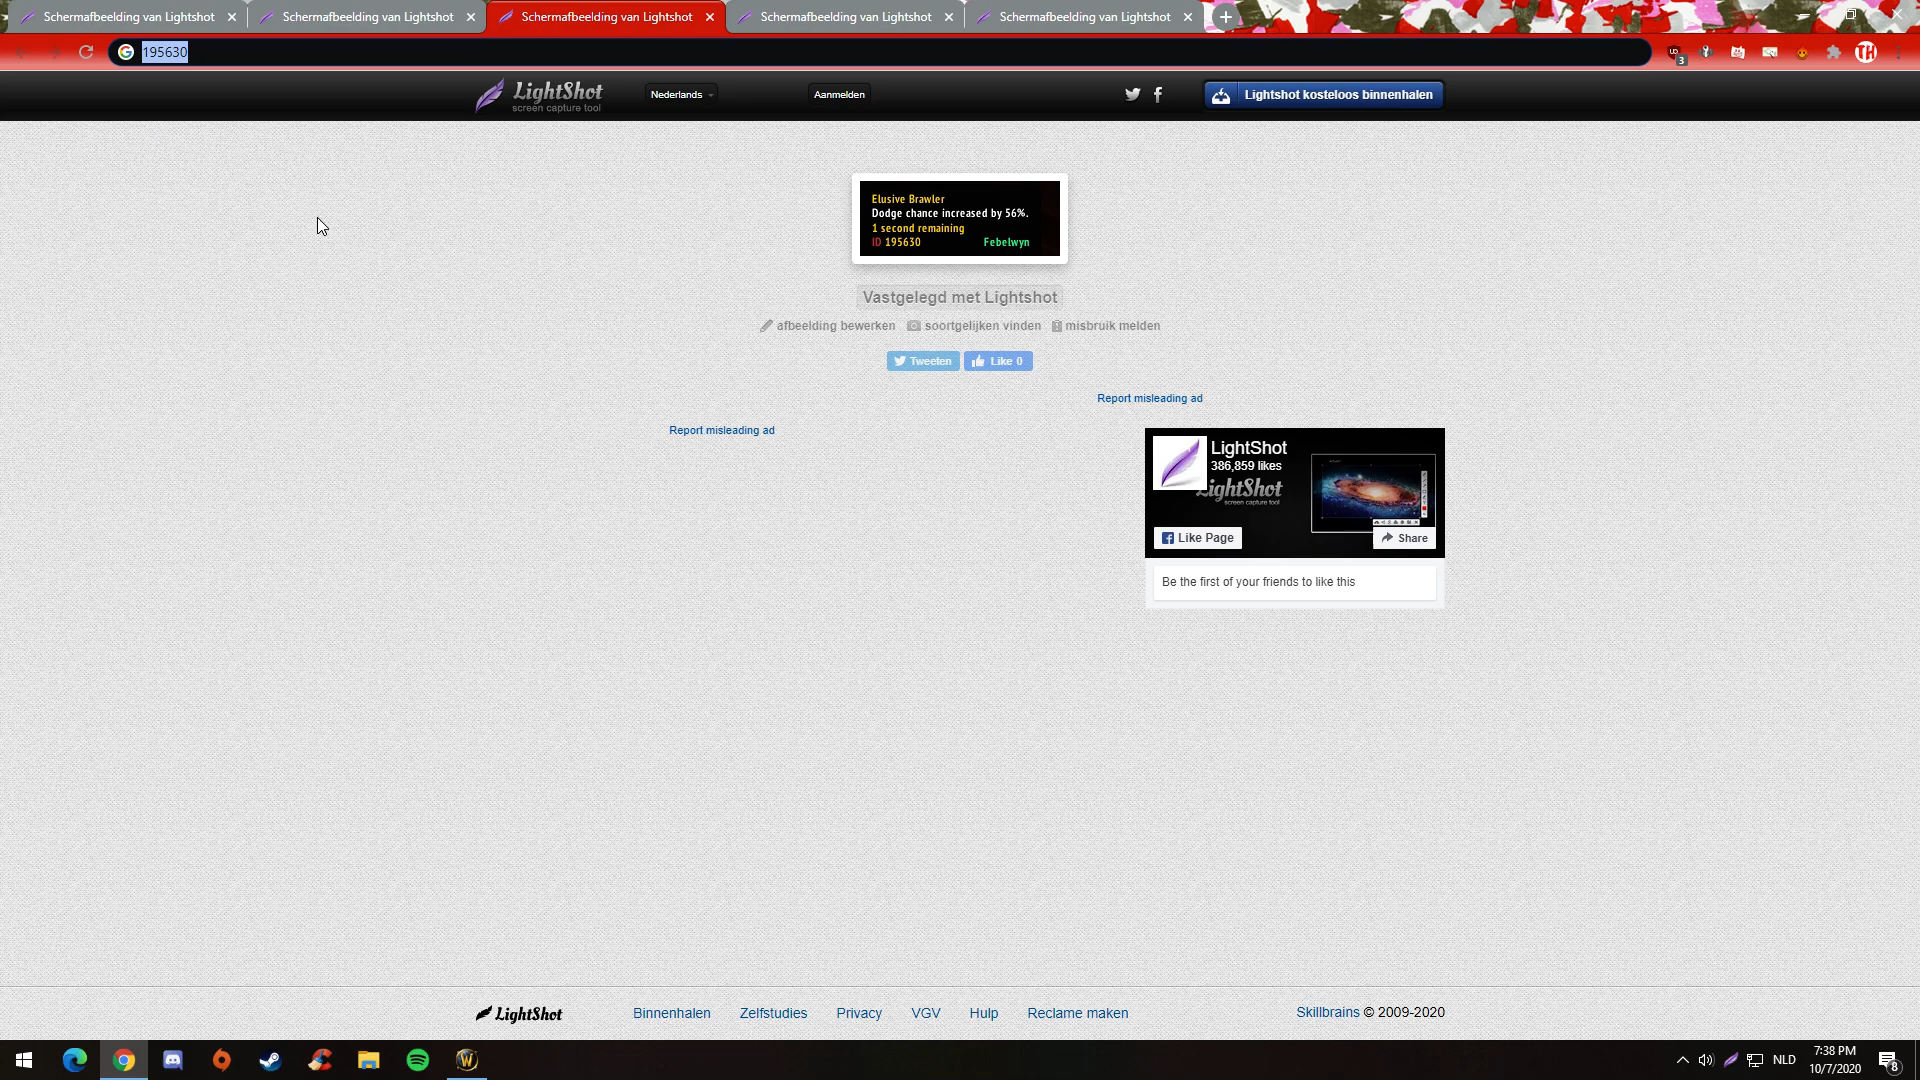 Schermafbeelding van Lightshot
Schermafbeelding van Lightshot
Schermafbeelding van Lightshot
Schermafbeelding van Lightshot
Schermafbeelding van Lightshot
195630
3
TH
LightShot
screen capture tool
Nederlands
Aanmelden
Lightshot kosteloos binnenhalen
Elusive Brawler
Dodge chance increased by 56%.
1 second remaining
ID 195630 Febelwyn
Vastgelegd met Lightshot
afbeelding bewerken
soortgelijken vinden
misbruik melden
Tweeten
Like 0
Report misleading ad
Report misleading ad
LightShot
386,859 likes
LightShot
screen capture tool
Like Page
Share
Be the first of your friends to like this
LightShot
Binnenhalen
Zelfstudies
Privacy
VGV
Hulp
Reclame maken
Skillbrains © 2009-2020
NLD
7:38 PM
10/7/2020
8